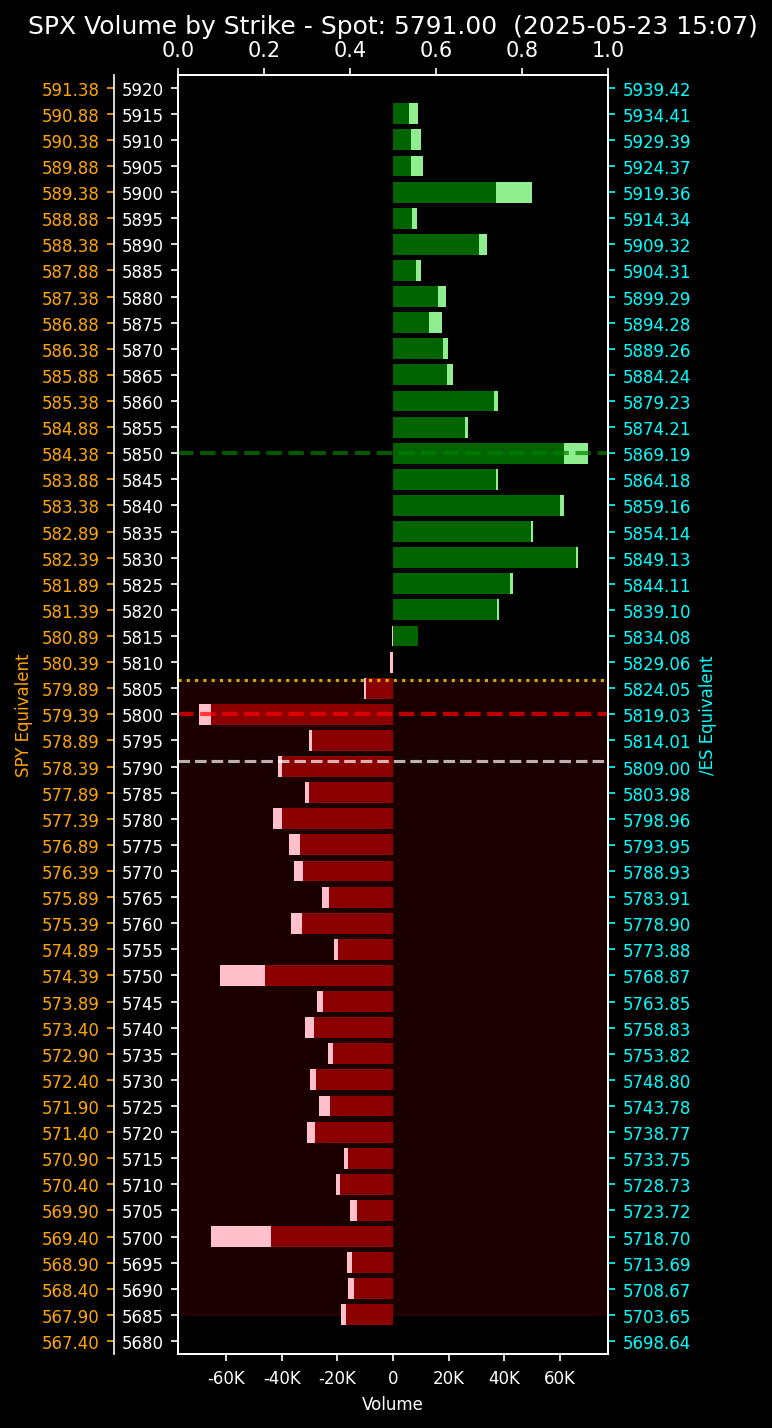 SPX Volume by Strike - Spot: 5791.00 (2025-05-23 15:07)
0.0 0.2 0.4 0.6 0.8 1.0
591.38 5920 5939.42
590.88 5915 5934.41
590.38 5910 5929.39
589.88 5905 5924.37
589.38 5900 5919.36
588.88 5895 5914.34
588.38 5890 5909.32
587.88 5885 5904.31
587.38 5880 5899.29
586.88 5875 5894.28
586.38 5870 5889.26
585.88 5865 5884.24
585.38 5860 5879.23
584.88 5855 5874.21
584.38 5850 5869.19
583.88 5845 5864.18
583.38 5840 5859.16
582.89 5835 5854.14
582.39 5830 5849.13
581.89 5825 5844.11
581.39 5820 5839.10
580.89 5815 5834.08
580.39 5810 5829.06
579.89 5805 5824.05
579.39 5800 5819.03
578.89 5795 5814.01
578.39 5790 5809.00
577.89 5785 5803.98
577.39 5780 5798.96
576.89 5775 5793.95
576.39 5770 5788.93
575.89 5765 5783.91
575.39 5760 5778.90
574.89 5755 5773.88
574.39 5750 5768.87
573.89 5745 5763.85
573.40 5740 5758.83
572.90 5735 5753.82
572.40 5730 5748.80
571.90 5725 5743.78
571.40 5720 5738.77
570.90 5715 5733.75
570.40 5710 5728.73
569.90 5705 5723.72
569.40 5700 5718.70
568.90 5695 5713.69
568.40 5690 5708.67
567.90 5685 5703.65
567.40 5680 5698.64
SPY Equivalent
/ES Equivalent
-60K -40K -20K 0 20K 40K 60K
Volume